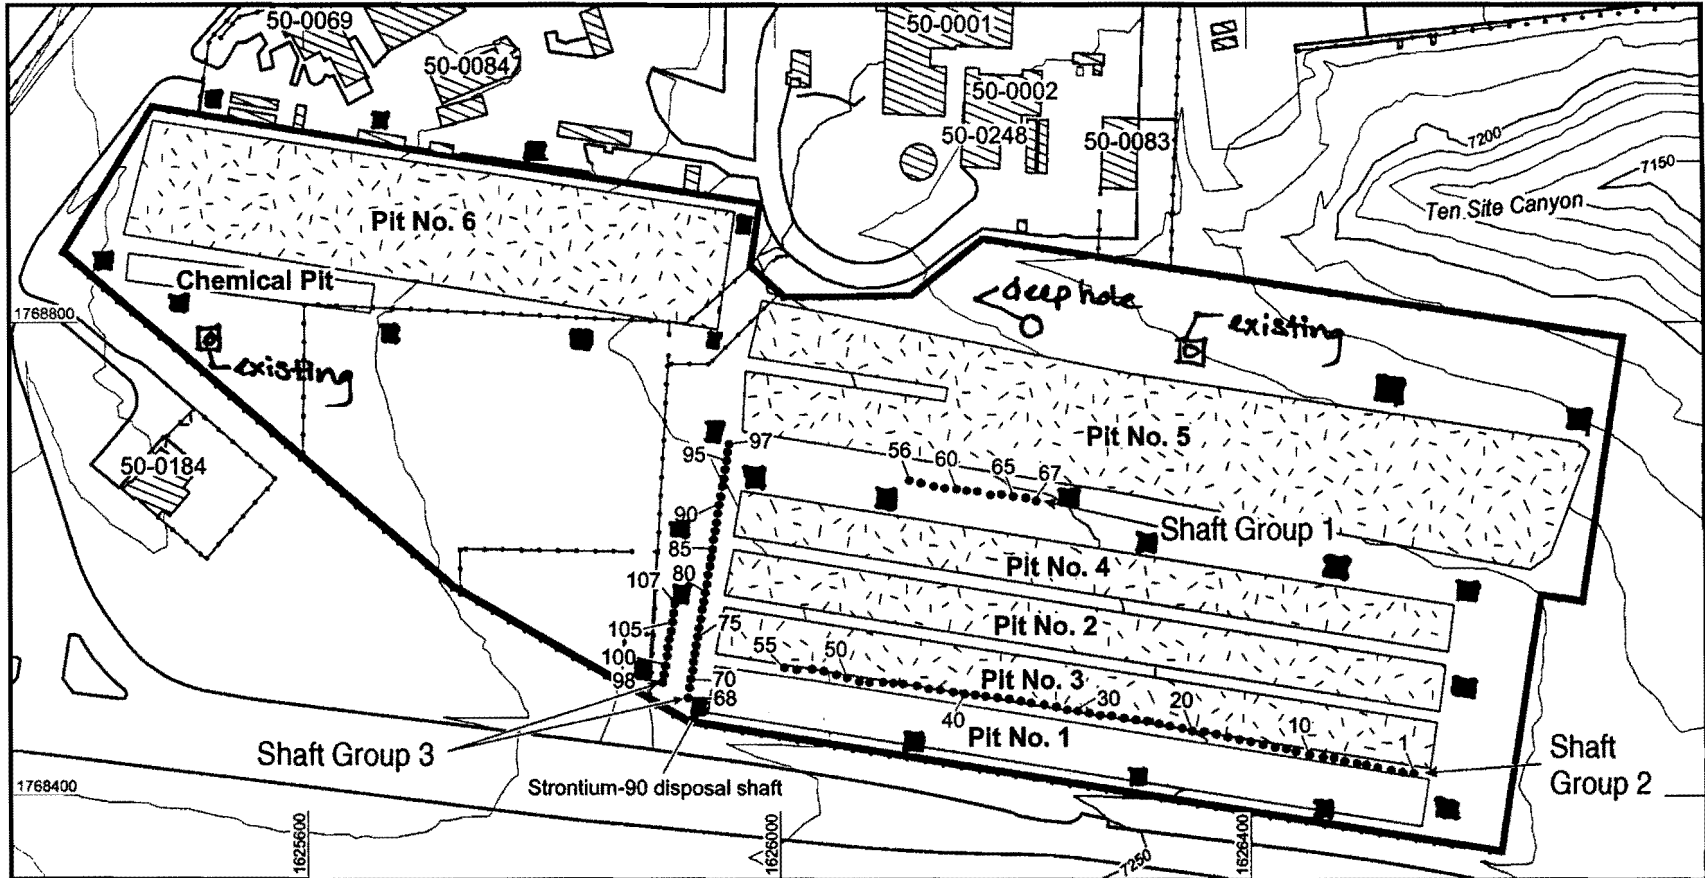 50-0069
50-0001
50-0084
50-0002
50-0248
50-0083
7200
7150
Ten Site Canyon
Pit No. 6
Chemical Pit
deep hole
1768800
existing
existing
50-0184
Pit No. 5
97
95
56
60
65
67
90
Shaft Group 1
85
Pit No. 4
107
80
105
75
Pit No. 2
55
50
100
98
70
68
Pit No. 3
40
30
20
10
1
Pit No. 1
Shaft Group 3
Shaft
Group 2
Strontium-90 disposal shaft
1768400
1625600
1626000
1626400
7250